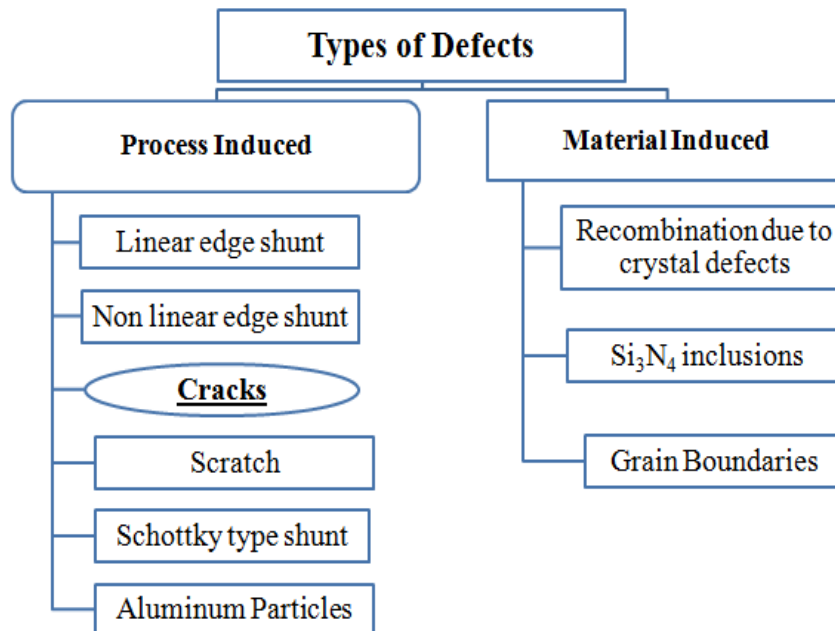 Types of Defects
Process Induced
Linear edge shunt
Non linear edge shunt
Cracks
Scratch
Schottky type shunt
Aluminum Particles
Material Induced
Recombination due to
crystal defects
Si₃N₄ inclusions
Grain Boundaries